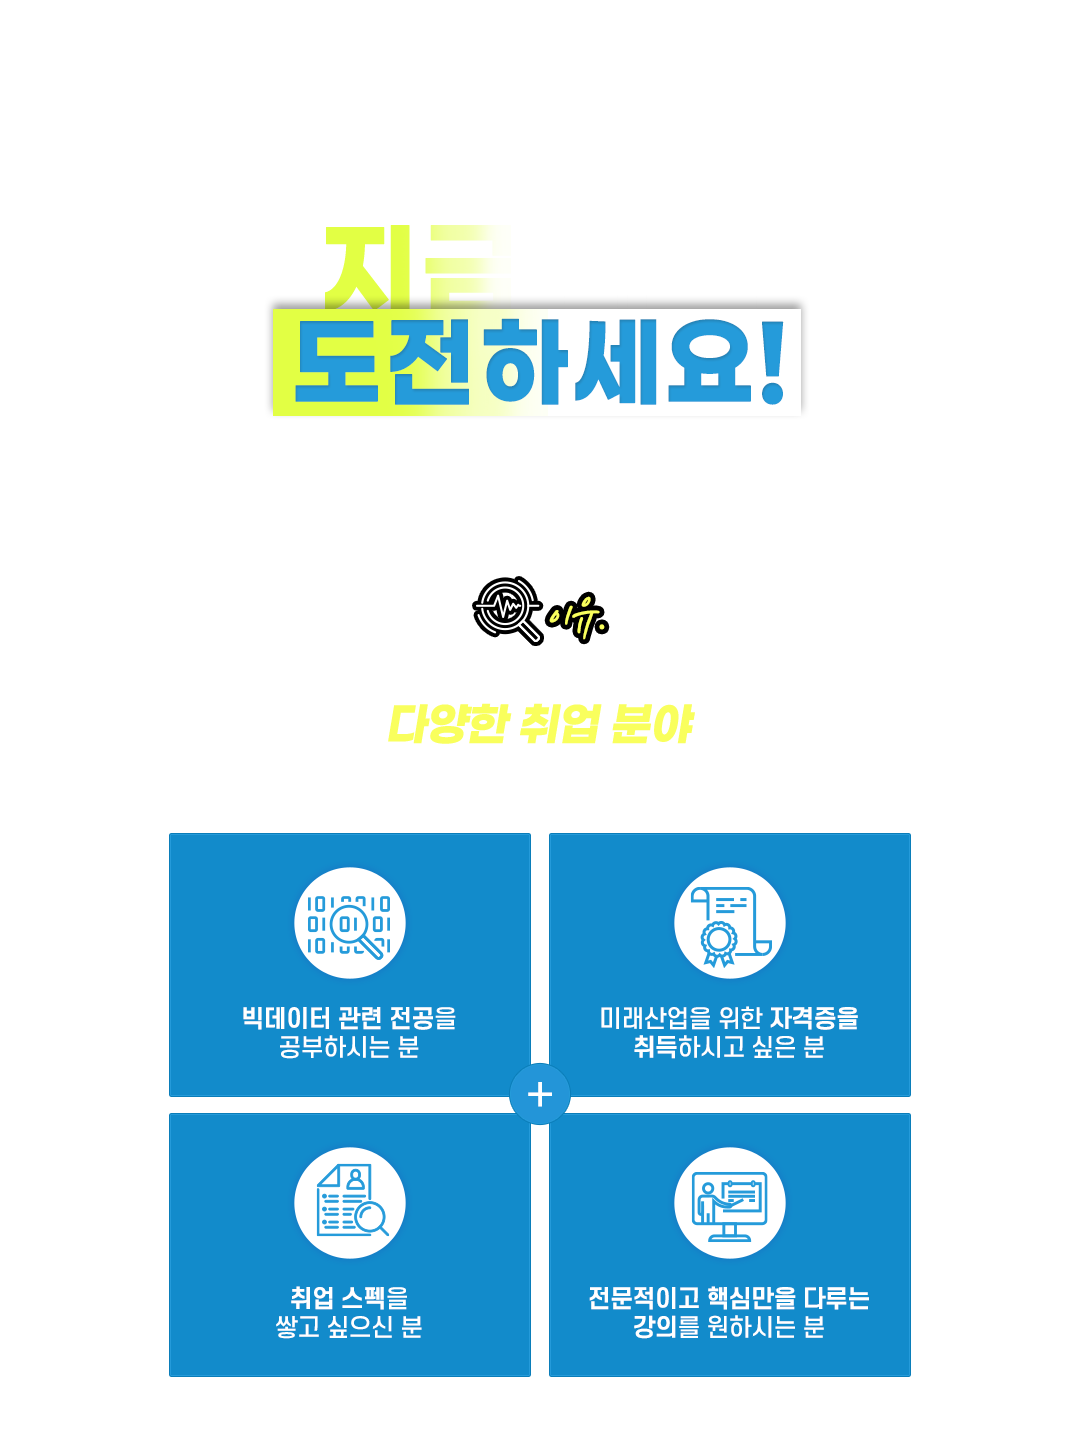 지금
도전하세요!
이유.
다양한 취업 분야
빅데이터 관련 전공을
공부하시는 분
미래산업을 위한 자격증을
취득하시고 싶은 분
+
취업 스펙을
쌓고 싶으신 분
전문적이고 핵심만을 다루는
강의를 원하시는 분